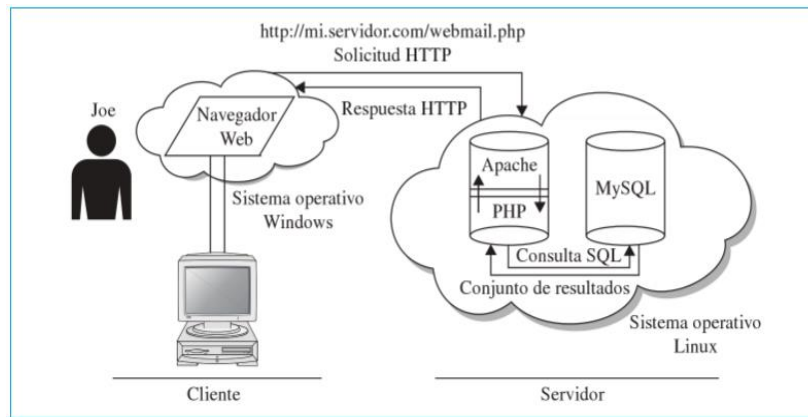 http://mi.servidor.com/webmail.php
Solicitud HTTP
Respuesta HTTP
Joe
Navegador
Web
Sistema operativo
Windows
Apache
PHP
MySQL
Consulta SQL
Conjunto de resultados
Sistema operativo
Linux
Cliente
Servidor